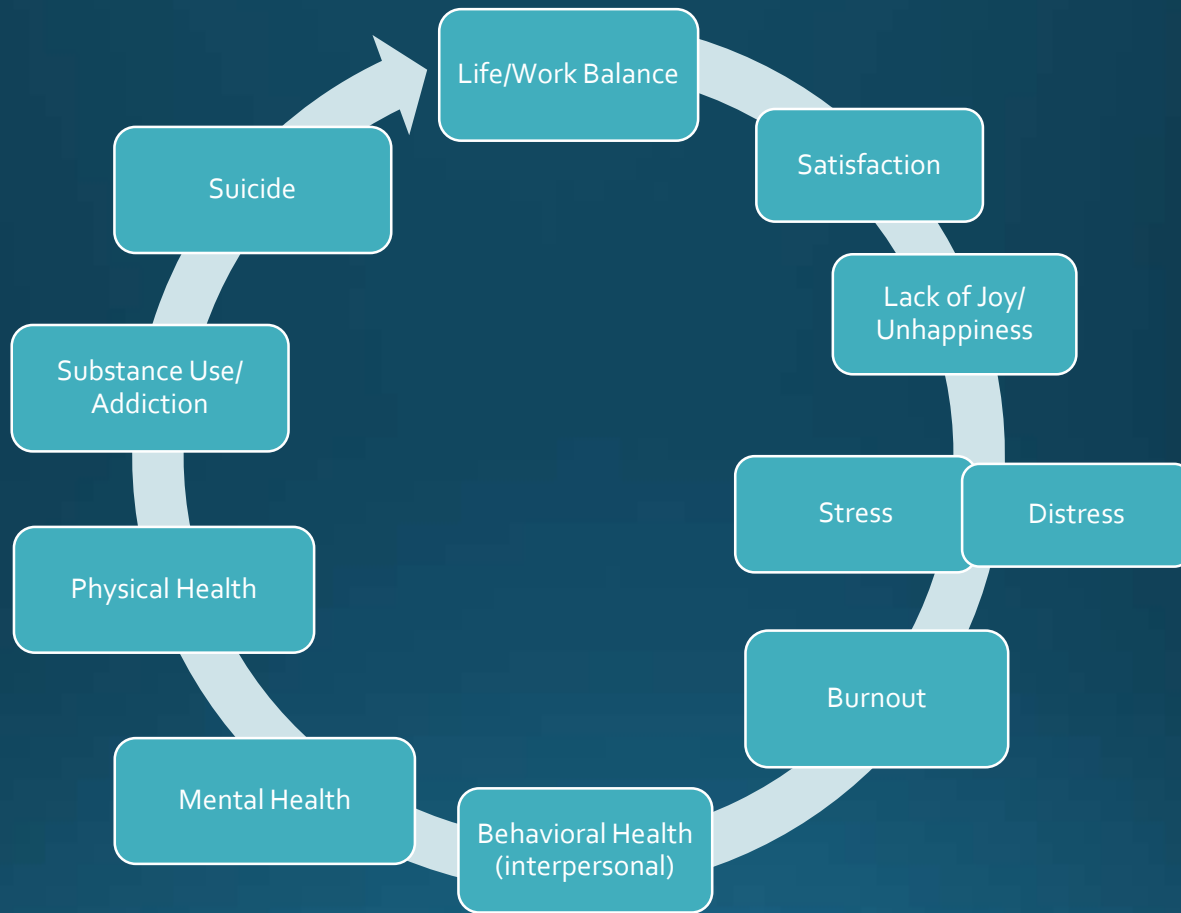 Life/Work Balance
Satisfaction
Lack of Joy/
Unhappiness
Stress
Distress
Burnout
Behavioral Health
(interpersonal)
Mental Health
Physical Health
Substance Use/
Addiction
Suicide